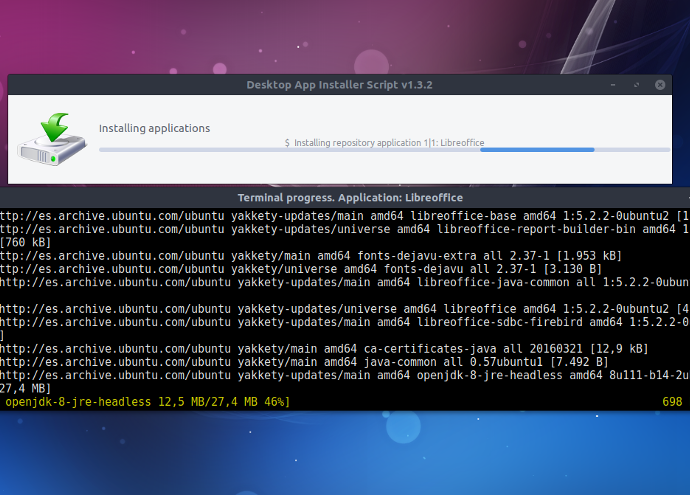 Desktop App Installer Script v1.3.2
Installing applications
$ Installing repository application 1|1: Libreoffice
Terminal progress. Application: Libreoffice
ttp://es.archive.ubuntu.com/ubuntu yakkety-updates/main amd64 libreoffice-base amd64 1:5.2.2-0ubuntu2 [1
ttp://es.archive.ubuntu.com/ubuntu yakkety-updates/universe amd64 libreoffice-report-builder-bin amd64 1
[760 kB]
ttp://es.archive.ubuntu.com/ubuntu yakkety/main amd64 fonts-dejavu-extra all 2.37-1 [1.953 kB]
ttp://es.archive.ubuntu.com/ubuntu yakkety/universe amd64 fonts-dejavu all 2.37-1 [3.130 B]
http://es.archive.ubuntu.com/ubuntu yakkety-updates/main amd64 libreoffice-java-common all 1:5.2.2-0ubun
http://es.archive.ubuntu.com/ubuntu yakkety-updates/universe amd64 libreoffice amd64 1:5.2.2-0ubuntu2 [4
http://es.archive.ubuntu.com/ubuntu yakkety-updates/main amd64 libreoffice-sdbc-firebird amd64 1:5.2.2-0
]
http://es.archive.ubuntu.com/ubuntu yakkety/main amd64 ca-certificates-java all 20160321 [12,9 kB]
http://es.archive.ubuntu.com/ubuntu yakkety/main amd64 java-common all 0.57ubuntu1 [7.492 B]
http://es.archive.ubuntu.com/ubuntu yakkety-updates/main amd64 openjdk-8-jre-headless amd64 8u111-b14-2u
27,4 MB]
openjdk-8-jre-headless 12,5 MB/27,4 MB 46%] 698